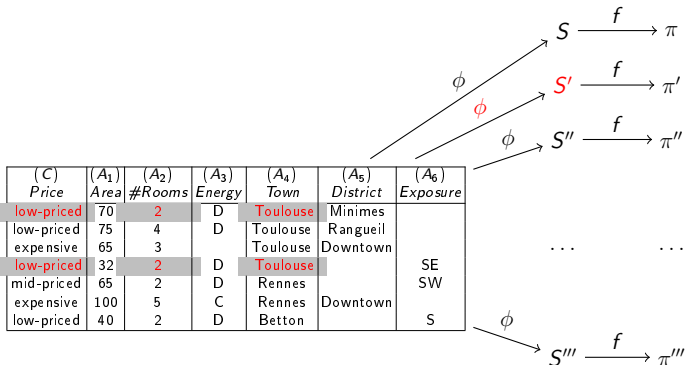 S f π
ϕ
S′ f π′
ϕ
S″ f π″
ϕ
(C) (A₁) (A₂) (A₃) (A₄) (A₅) (A₆)
Price Area #Rooms Energy Town District Exposure
low-priced 70 2 D Toulouse Minimes
low-priced 75 4 D Toulouse Rangueil
expensive 65 3 Toulouse Downtown
... ...
low-priced 32 2 D Toulouse SE
mid-priced 65 2 D Rennes SW
expensive 100 5 C Rennes Downtown
low-priced 40 2 D Betton S
ϕ
S‴ f π‴